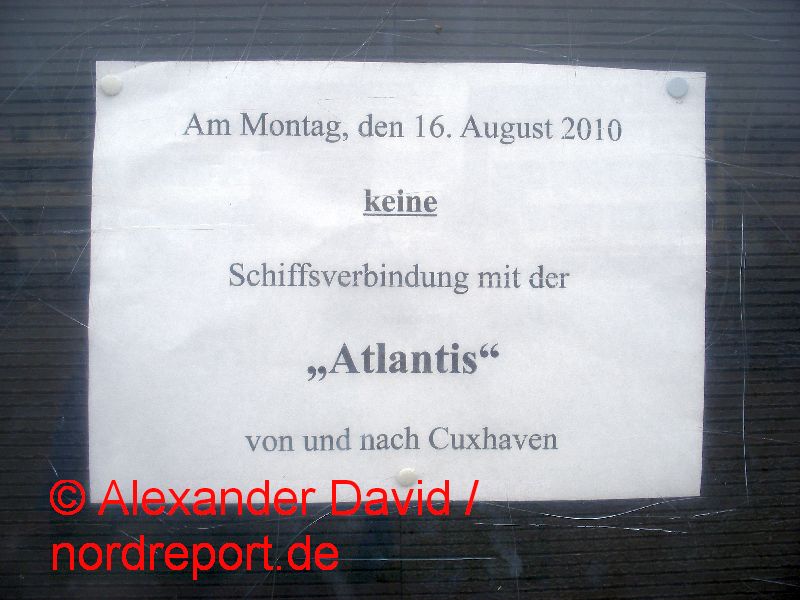 Am Montag, den 16. August 2010
keine
Schiffsverbindung mit der
„Atlantis“
von und nach Cuxhaven
© Alexander David /
nordreport.de